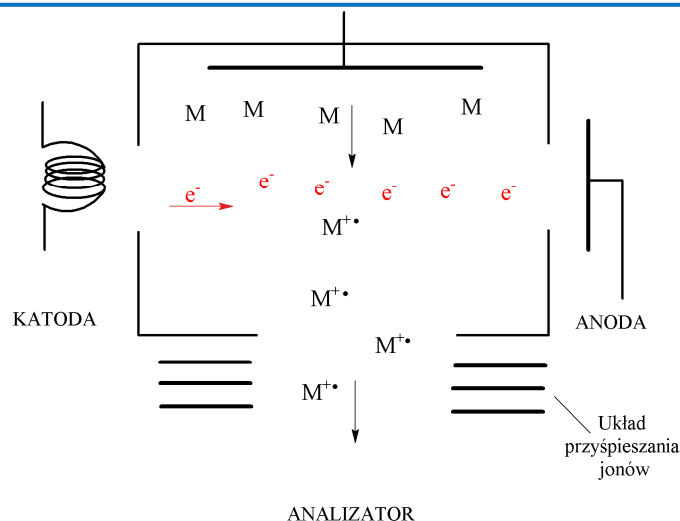 M M M M M
e⁻ e⁻ e⁻ e⁻ e⁻ e⁻
M⁺•
M⁺•
KATODA
ANODA
M⁺•
M⁺•
Układ
przyśpieszania
jonów
ANALIZATOR